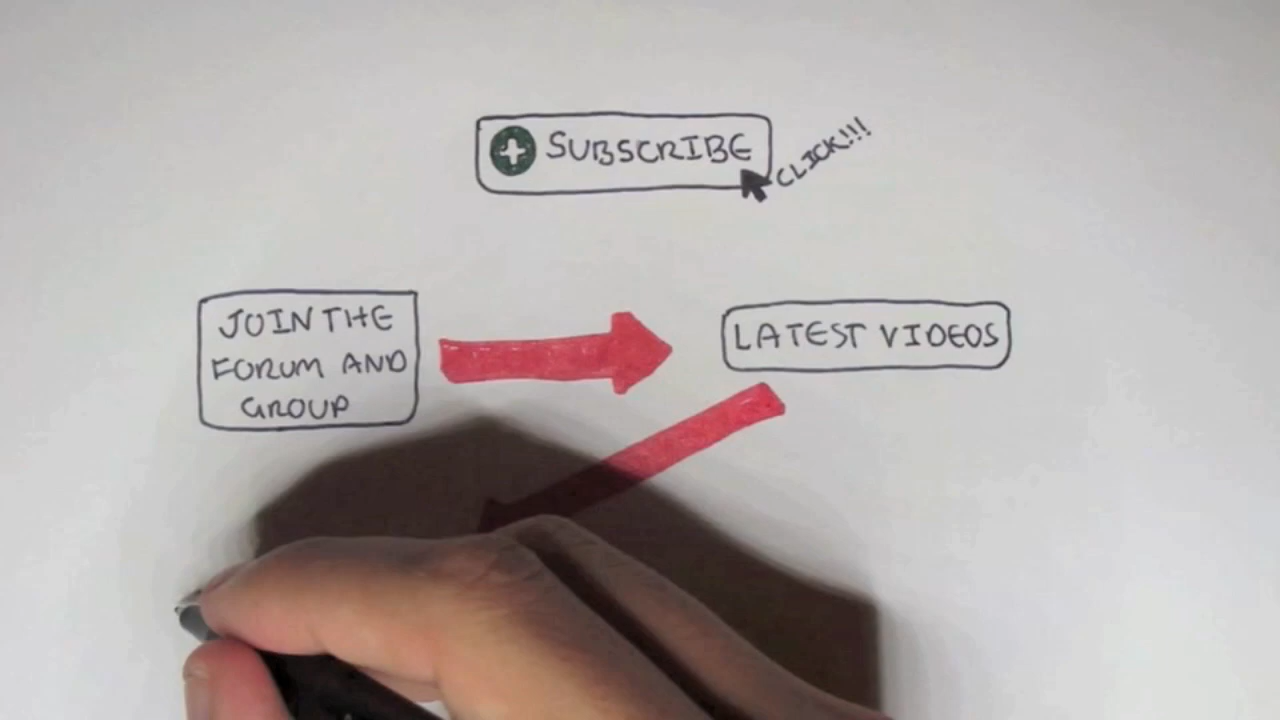 SUBSCRIBE
CLICK!!!
JOIN THE
FORUM AND
GROUP
LATEST VIDEOS